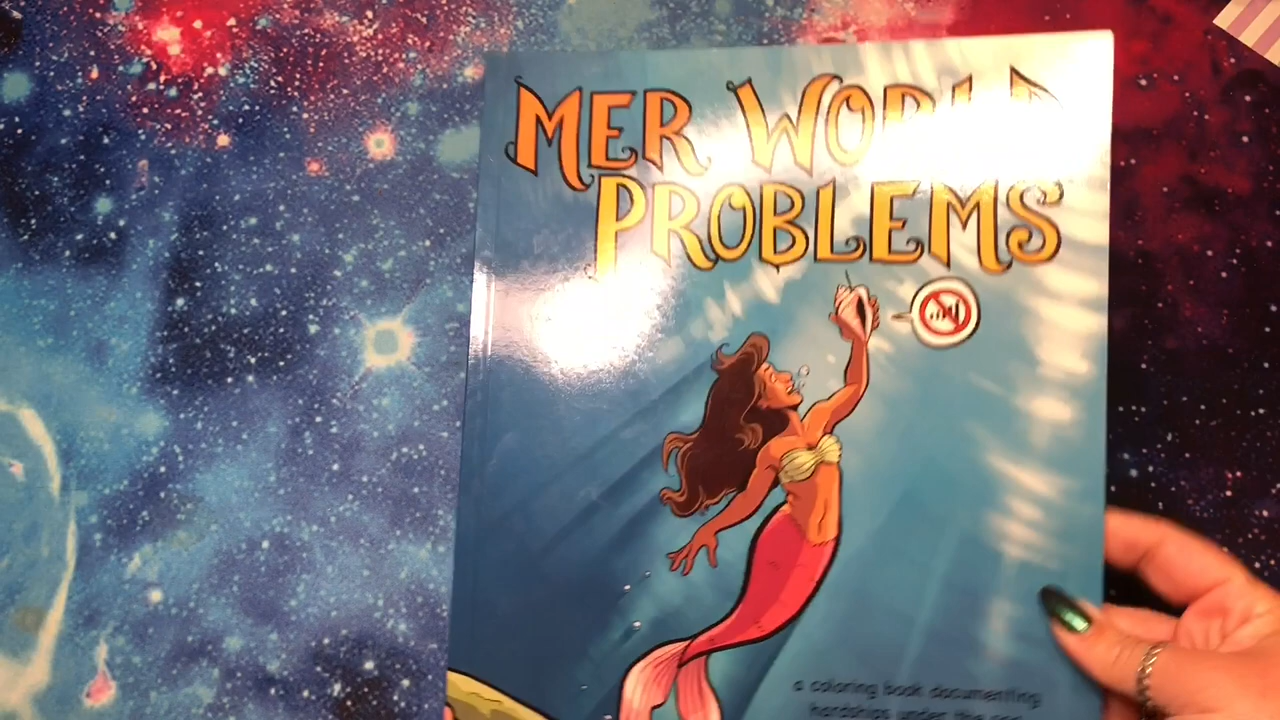 MER WORLD
PROBLEMS
a coloring book documenting
hardships under the sea